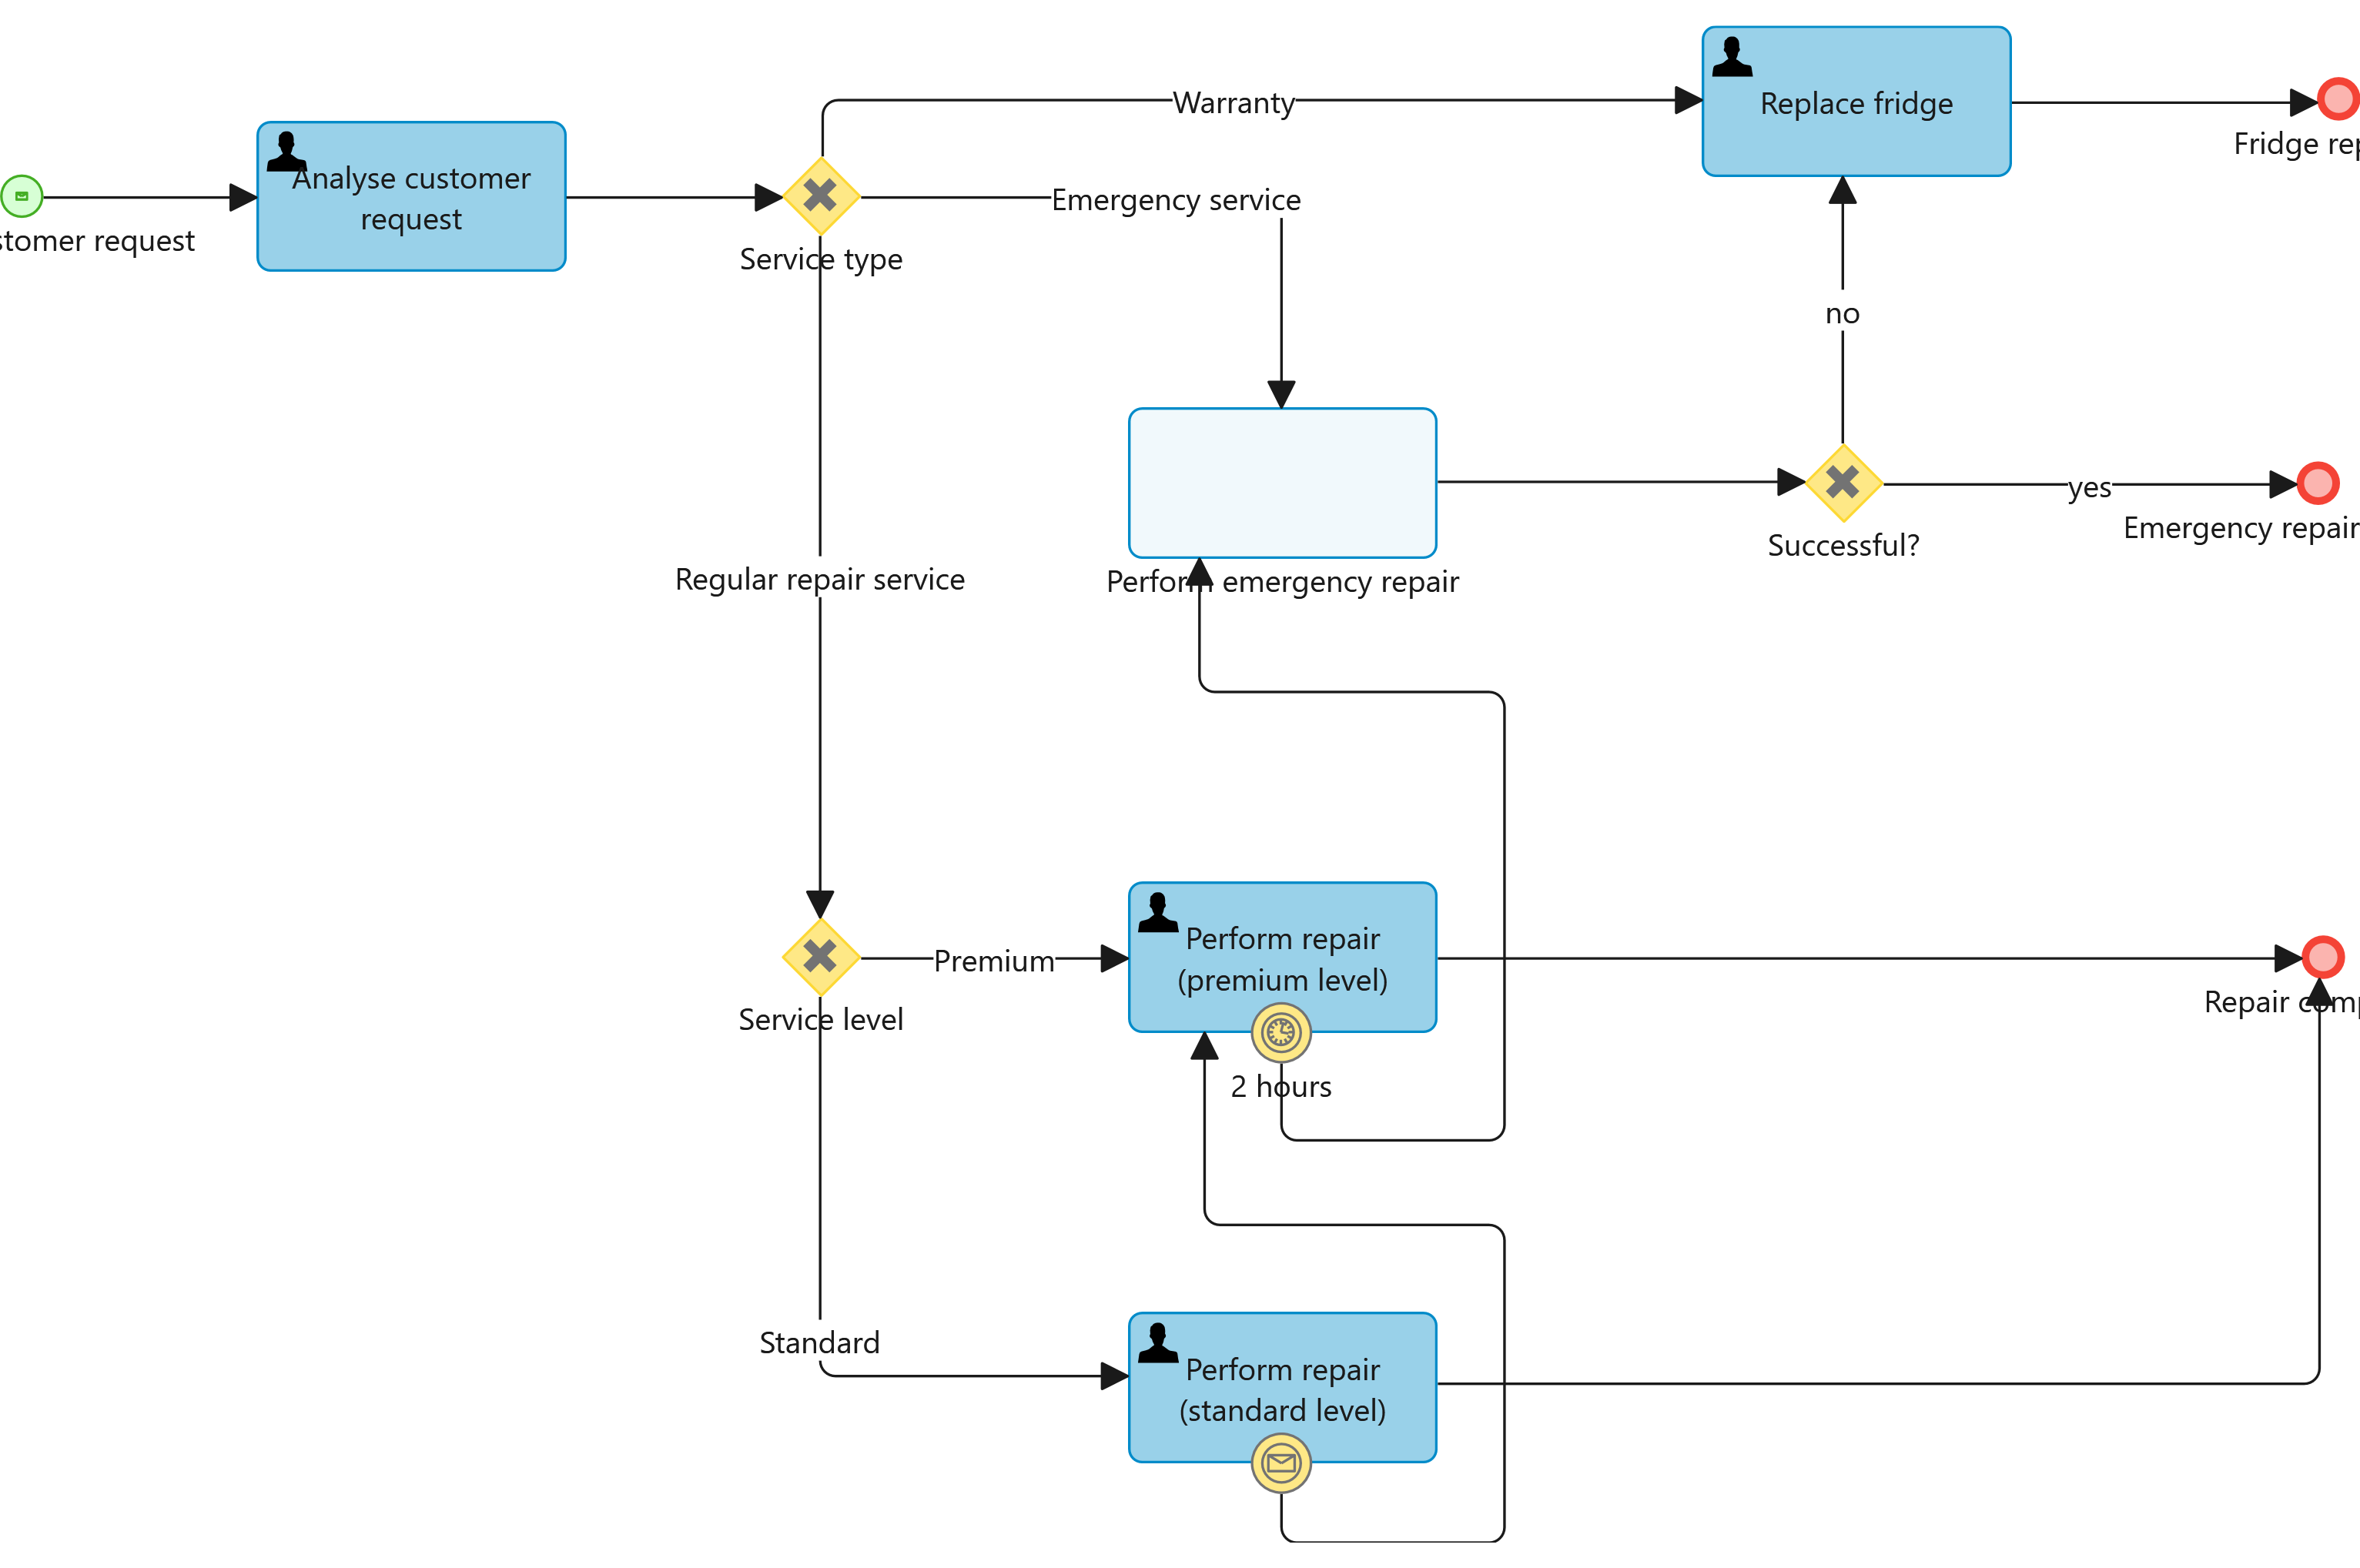 Warranty
Replace fridge
Fridge rep
Analyse customer
request
Emergency service
stomer request
Service type
no
yes
Emergency repair
Successful?
Regular repair service
Perform emergency repair
Perform repair
(premium level)
Premium
Repair comp
Service level
2 hours
Standard
Perform repair
(standard level)